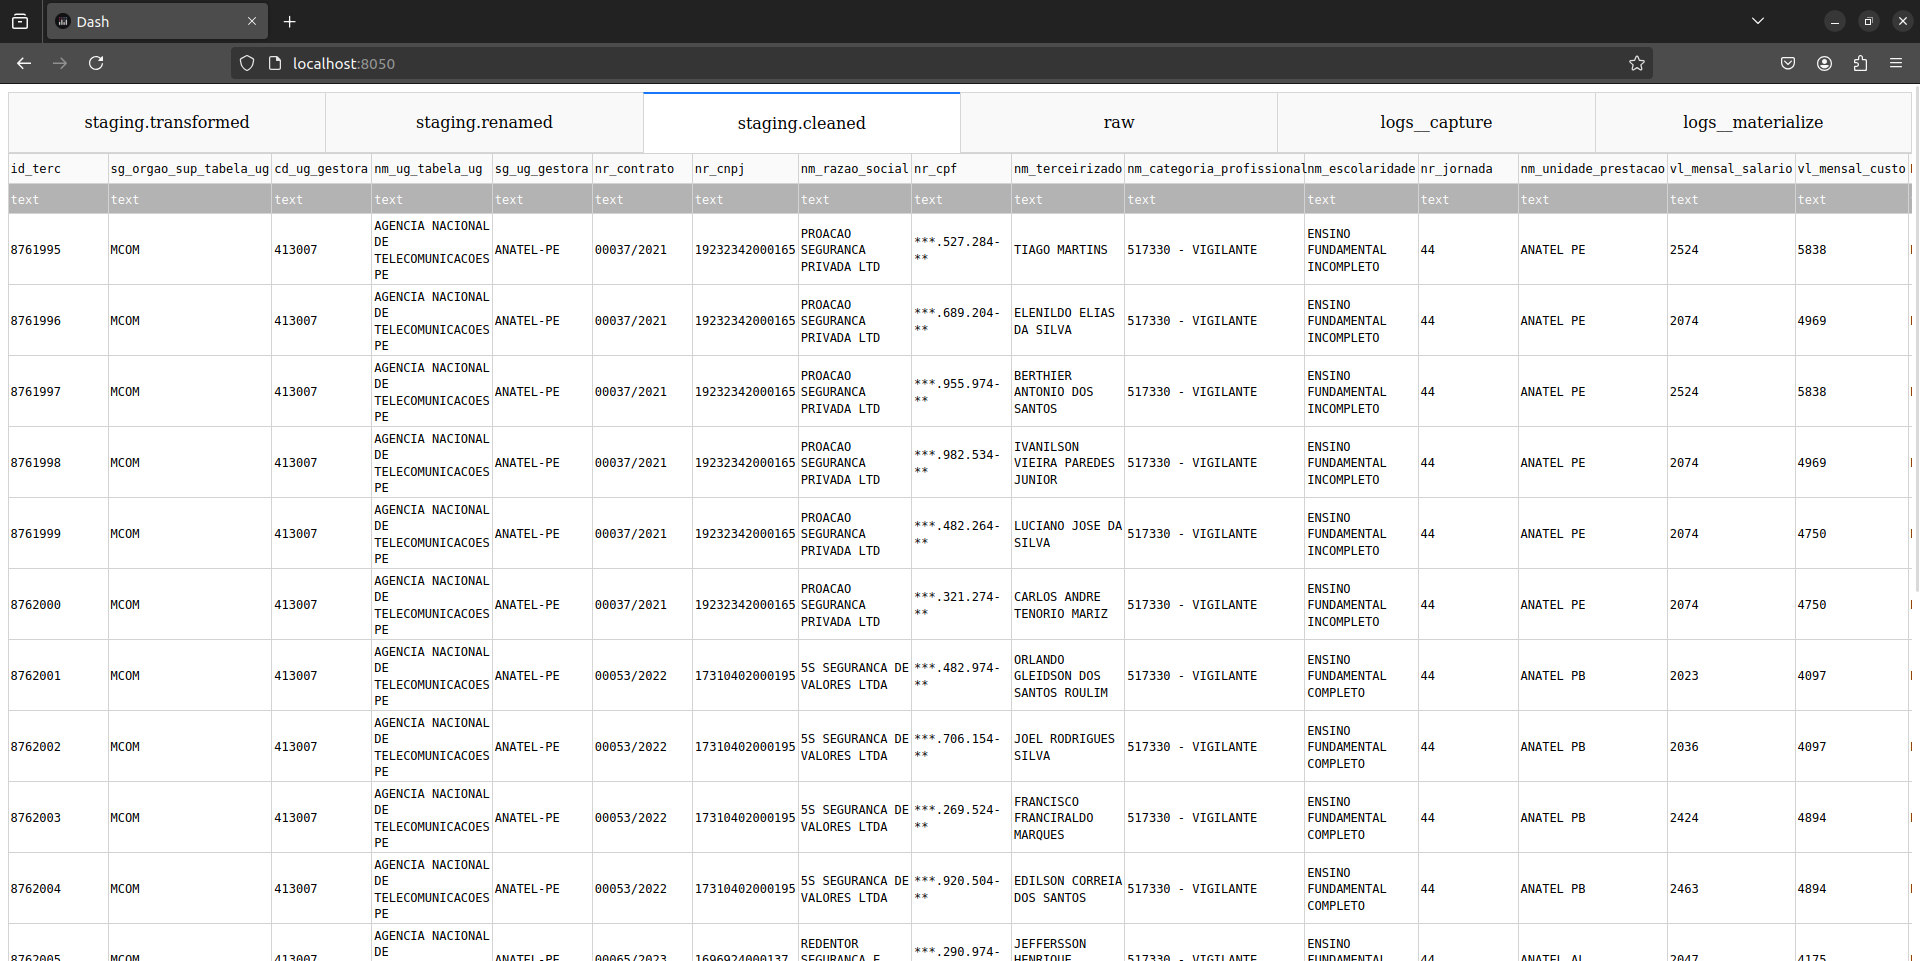 Dash
localhost:8050
staging.transformed staging.renamed staging.cleaned raw logs__capture logs__materialize
id_terc sg_orgao_sup_tabela_ug cd_ug_gestora nm_ug_tabela_ug sg_ug_gestora nr_contrato nr_cnpj nm_razao_social nr_cpf nm_terceirizado nm_categoria_profissional nm_escolaridade nr_jornada nm_unidade_prestacao vl_mensal_salario vl_mensal_custo
text text text text text text text text text text text text text text text text
8761995 MCOM 413007 AGENCIA NACIONAL DE TELECOMUNICACOES PE ANATEL-PE 00037/2021 19232342000165 PROACAO SEGURANCA PRIVADA LTD ***.527.284-** TIAGO MARTINS 517330 - VIGILANTE ENSINO FUNDAMENTAL INCOMPLETO 44 ANATEL PE 2524 5838
8761996 MCOM 413007 AGENCIA NACIONAL DE TELECOMUNICACOES PE ANATEL-PE 00037/2021 19232342000165 PROACAO SEGURANCA PRIVADA LTD ***.689.204-** ELENILDO ELIAS DA SILVA 517330 - VIGILANTE ENSINO FUNDAMENTAL INCOMPLETO 44 ANATEL PE 2074 4969
8761997 MCOM 413007 AGENCIA NACIONAL DE TELECOMUNICACOES PE ANATEL-PE 00037/2021 19232342000165 PROACAO SEGURANCA PRIVADA LTD ***.955.974-** BERTHIER ANTONIO DOS SANTOS 517330 - VIGILANTE ENSINO FUNDAMENTAL INCOMPLETO 44 ANATEL PE 2524 5838
8761998 MCOM 413007 AGENCIA NACIONAL DE TELECOMUNICACOES PE ANATEL-PE 00037/2021 19232342000165 PROACAO SEGURANCA PRIVADA LTD ***.982.534-** IVANILSON VIEIRA PAREDES JUNIOR 517330 - VIGILANTE ENSINO FUNDAMENTAL INCOMPLETO 44 ANATEL PE 2074 4969
8761999 MCOM 413007 AGENCIA NACIONAL DE TELECOMUNICACOES PE ANATEL-PE 00037/2021 19232342000165 PROACAO SEGURANCA PRIVADA LTD ***.482.264-** LUCIANO JOSE DA SILVA 517330 - VIGILANTE ENSINO FUNDAMENTAL INCOMPLETO 44 ANATEL PE 2074 4750
8762000 MCOM 413007 AGENCIA NACIONAL DE TELECOMUNICACOES PE ANATEL-PE 00037/2021 19232342000165 PROACAO SEGURANCA PRIVADA LTD ***.321.274-** CARLOS ANDRE TENORIO MARIZ 517330 - VIGILANTE ENSINO FUNDAMENTAL INCOMPLETO 44 ANATEL PE 2074 4750
8762001 MCOM 413007 AGENCIA NACIONAL DE TELECOMUNICACOES PE ANATEL-PE 00053/2022 17310402000195 5S SEGURANCA DE VALORES LTDA ***.482.974-** ORLANDO GLEIDSON DOS SANTOS ROULIM 517330 - VIGILANTE ENSINO FUNDAMENTAL COMPLETO 44 ANATEL PB 2023 4097
8762002 MCOM 413007 AGENCIA NACIONAL DE TELECOMUNICACOES PE ANATEL-PE 00053/2022 17310402000195 5S SEGURANCA DE VALORES LTDA ***.706.154-** JOEL RODRIGUES SILVA 517330 - VIGILANTE ENSINO FUNDAMENTAL COMPLETO 44 ANATEL PB 2036 4097
8762003 MCOM 413007 AGENCIA NACIONAL DE TELECOMUNICACOES PE ANATEL-PE 00053/2022 17310402000195 5S SEGURANCA DE VALORES LTDA ***.269.524-** FRANCISCO FRANCIRALDO MARQUES 517330 - VIGILANTE ENSINO FUNDAMENTAL COMPLETO 44 ANATEL PB 2424 4894
8762004 MCOM 413007 AGENCIA NACIONAL DE TELECOMUNICACOES PE ANATEL-PE 00053/2022 17310402000195 5S SEGURANCA DE VALORES LTDA ***.920.504-** EDILSON CORREIA DOS SANTOS 517330 - VIGILANTE ENSINO FUNDAMENTAL COMPLETO 44 ANATEL PB 2463 4894
8762005 MCOM 413007 AGENCIA NACIONAL DE ANATEL-PE 00065/2023 1696924000137 REDENTOR SEGURANCA E ***.290.974- JEFFERSSON HENRIQUE 517330 - VIGILANTE ENSINO FUNDAMENTAL 44 ANATEL AL 2047 4175